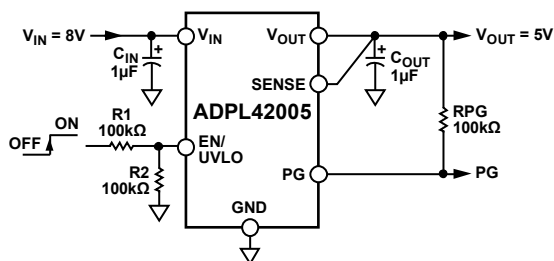 V_IN = 8V
C_IN
1µF
V_IN
V_OUT
SENSE
ADPL42005
EN/
UVLO
PG
GND
C_OUT
1µF
V_OUT = 5V
RPG
100kΩ
PG
OFF
ON
R1
100kΩ
R2
100kΩ